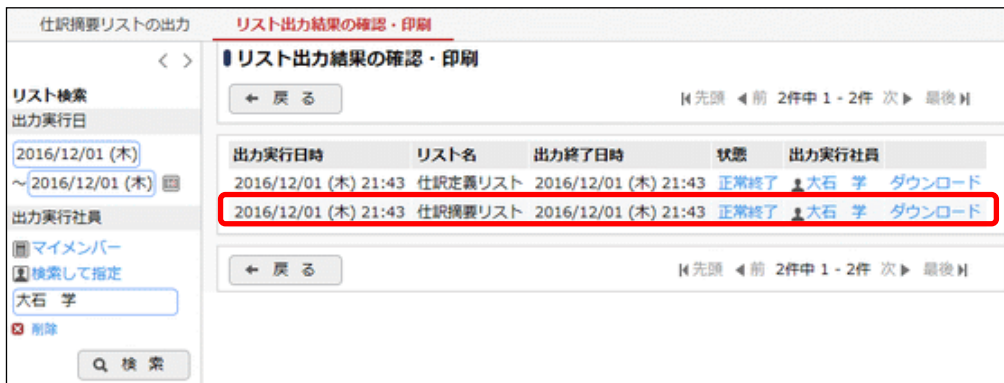 仕訳摘要リストの出力 リスト出力結果の確認・印刷
リスト検索
出力実行日
2016/12/01 (木)
～2016/12/01 (木)
出力実行社員
マイメンバー
検索して指定
大石 学
削除
検 索
リスト出力結果の確認・印刷
戻 る
先頭 前 2件中 1 - 2件 次 最後
出力実行日時 リスト名 出力終了日時 状態 出力実行社員
2016/12/01 (木) 21:43 仕訳定義リスト 2016/12/01 (木) 21:43 正常終了 大石 学 ダウンロード
2016/12/01 (木) 21:43 仕訳摘要リスト 2016/12/01 (木) 21:43 正常終了 大石 学 ダウンロード
戻 る
先頭 前 2件中 1 - 2件 次 最後